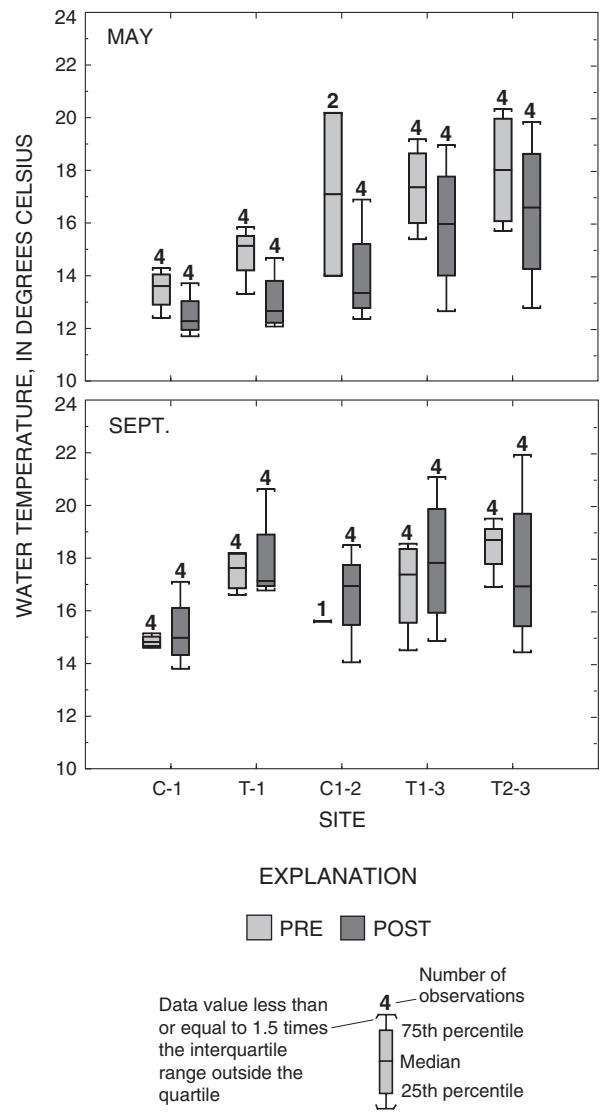 WATER TEMPERATURE, IN DEGREES CELSIUS
MAY
24
22
20
18
16
14
12
10
4
4
4
4
2
4
4
4
4
4
SEPT.
24
22
20
18
16
14
12
10
4
4
4
4
1
4
4
4
4
4
C-1 T-1 C1-2 T1-3 T2-3
SITE
EXPLANATION
PRE POST
4
Number of
observations
Data value less than
or equal to 1.5 times
the interquartile
range outside the
quartile
75th percentile
Median
25th percentile